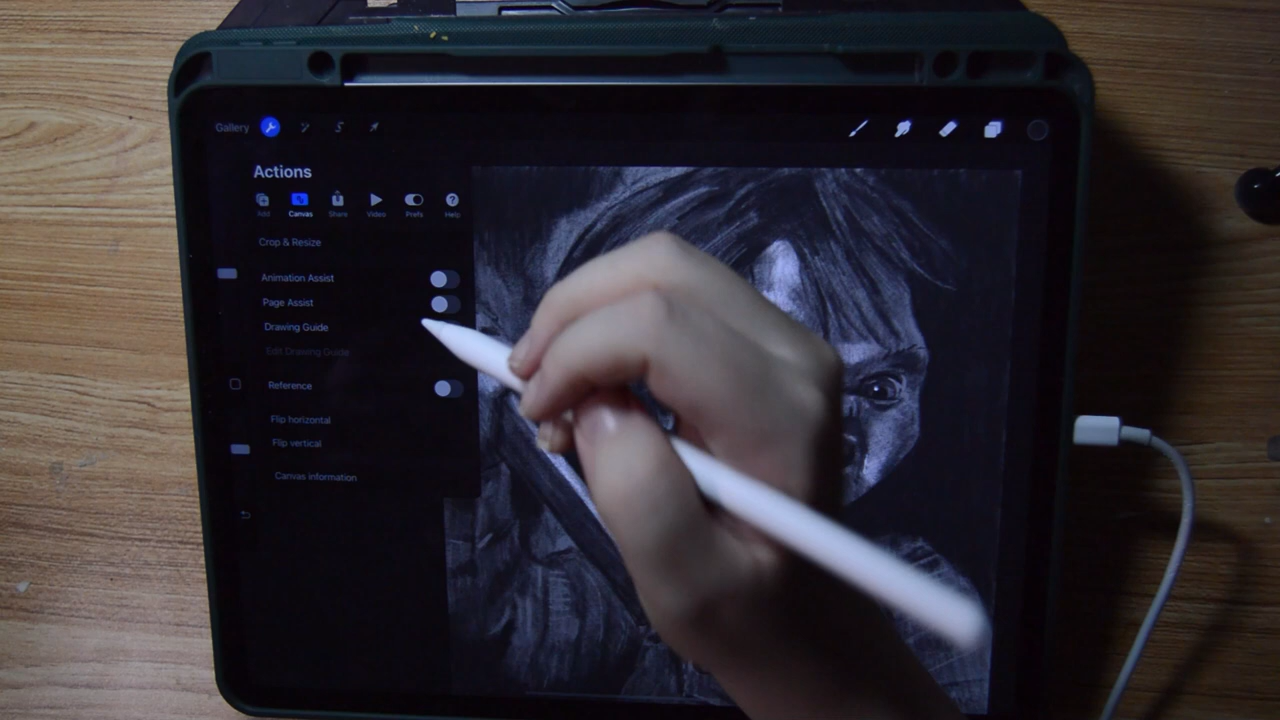 Gallery
Actions
Add Canvas Share Video Prefs Help
Crop & Resize
Animation Assist
Page Assist
Drawing Guide
Edit Drawing Guide
Reference
Flip horizontal
Flip vertical
Canvas information